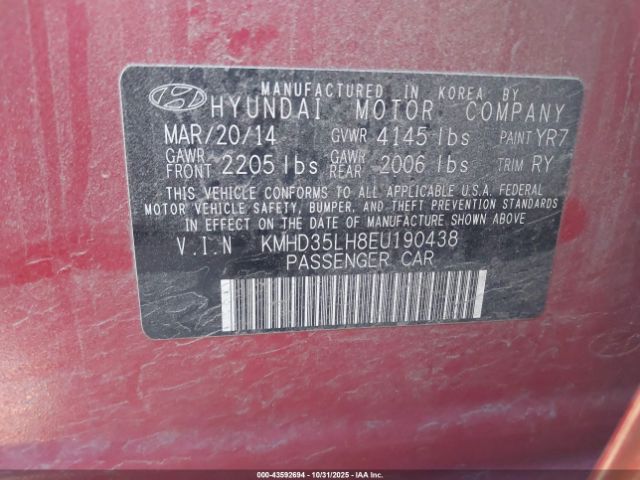 MANUFACTURED IN KOREA BY
HYUNDAI MOTOR COMPANY
MAR/20/14 GVWR 4145 lbs PAINT YR7
GAWR FRONT 2205 lbs GAWR REAR 2006 lbs TRIM RY
THIS VEHICLE CONFORMS TO ALL APPLICABLE U.S.A. FEDERAL
MOTOR VEHICLE SAFETY, BUMPER, AND THEFT PREVENTION STANDARDS
IN EFFECT ON THE DATE OF MANUFACTURE SHOWN ABOVE
V.I.N KMHD35LH8EU190438
PASSENGER CAR
000-43592694 | 10/31/2025 - IAA Inc.